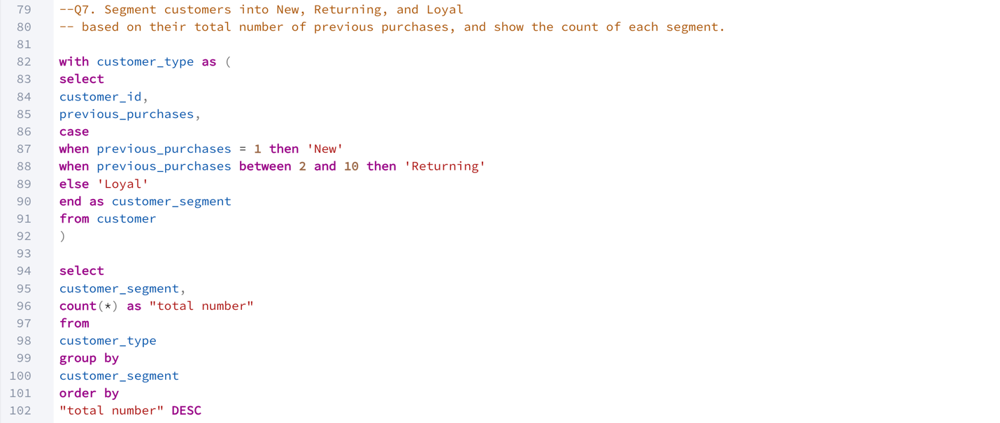 79 --Q7. Segment customers into New, Returning, and Loyal
80 -- based on their total number of previous purchases, and show the count of each segment.
81
82 with customer_type as (
83 select
84 customer_id,
85 previous_purchases,
86 case
87 when previous_purchases = 1 then 'New'
88 when previous_purchases between 2 and 10 then 'Returning'
89 else 'Loyal'
90 end as customer_segment
91 from customer
92 )
93
94 select
95 customer_segment,
96 count(*) as "total number"
97 from
98 customer_type
99 group by
100 customer_segment
101 order by
102 "total number" DESC